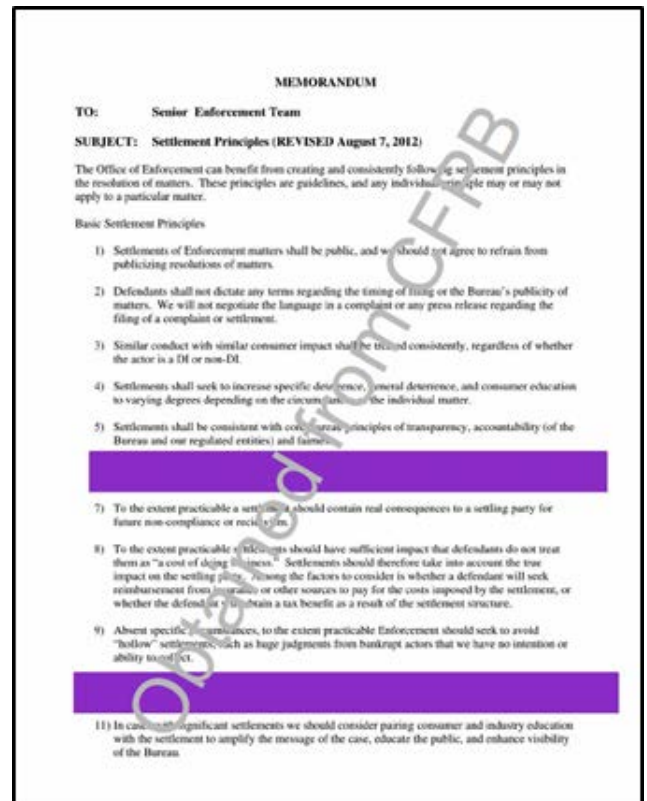 MEMORANDUM
TO: Senior Enforcement Team
SUBJECT: Settlement Principles (REVISED August 7, 2012)
The Office of Enforcement can benefit from creating and consistently following settlement principles in
the resolution of matters. These principles are guidelines, and any individual principle may or may not
apply to a particular matter.
Basic Settlement Principles
1) Settlements of Enforcement matters shall be public, and we should not agree to refrain from
publicizing resolutions of matters.
2) Defendants shall not dictate any terms regarding the timing of filing or the Bureau's publicity of
matters. We will not negotiate the language in a complaint or any press release regarding the
filing of a complaint or settlement.
3) Similar conduct with similar consumer impact shall be treated consistently, regardless of whether
the actor is a DI or non-DI.
4) Settlements shall seek to increase specific deterrence, general deterrence, and consumer education
to varying degrees depending on the circumstances of the individual matter.
5) Settlements shall be consistent with core Bureau principles of transparency, accountability (of the
Bureau and our regulated entities) and fairness.
7) To the extent practicable a settlement should contain real consequences to a settling party for
future non-compliance or recidivism.
8) To the extent practicable settlements should have sufficient impact that defendants do not treat
them as "a cost of doing business." Settlements should therefore take into account the true
impact on the settling party. Among the factors to consider is whether a defendant will seek
reimbursement from insurance or other sources to pay for the costs imposed by the settlement, or
whether the defendant will obtain a tax benefit as a result of the settlement structure.
9) Absent specific circumstances, to the extent practicable Enforcement should seek to avoid
"hollow" settlements, such as huge judgments from bankrupt actors that we have no intention or
ability to collect.
11) In cases with significant settlements we should consider pairing consumer and industry education
with the settlement to amplify the message of the case, educate the public, and enhance visibility
of the Bureau.
Obtained from CFPB